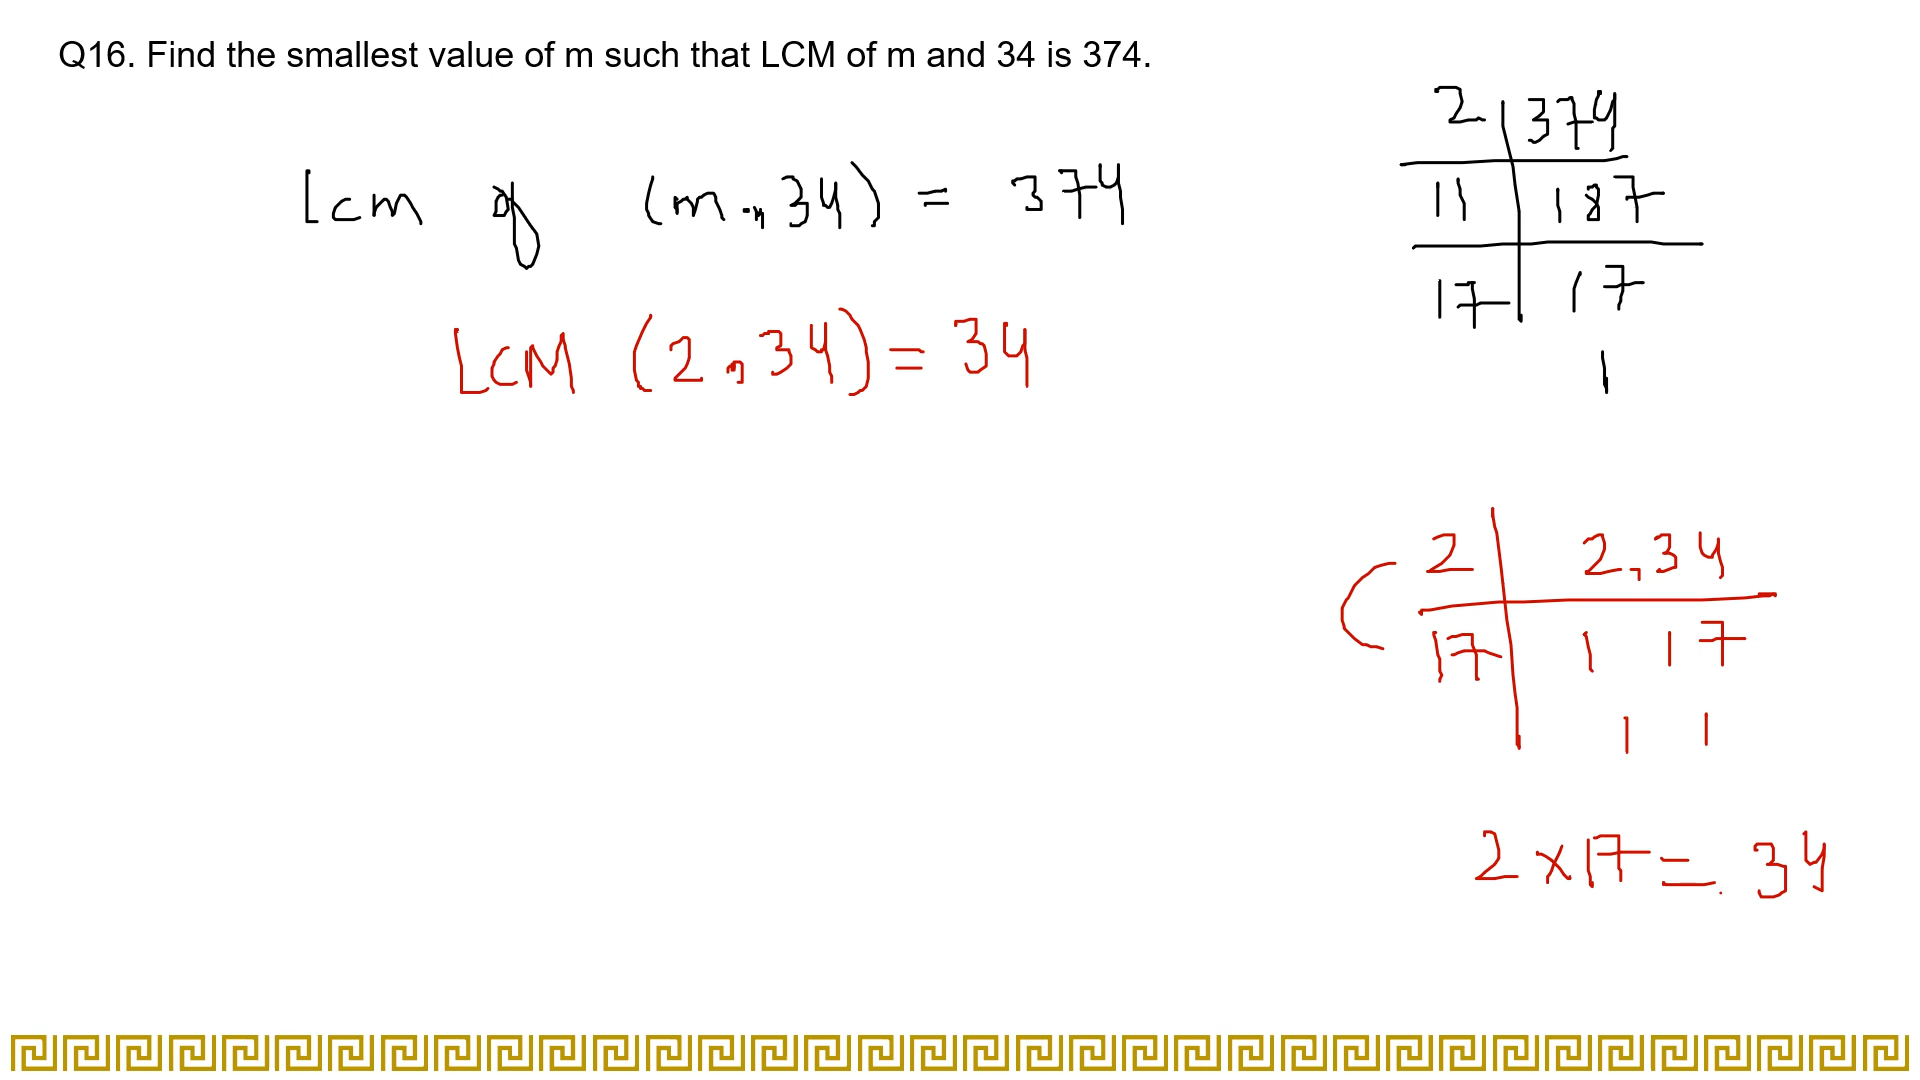 Q16. Find the smallest value of m such that LCM of m and 34 is 374.
Lcm of (m, 34) = 374
LCM (2, 34) = 34
2 374
11 187
17 17
1
2 2, 34
17 1 17
1 1
2 × 17 = 34